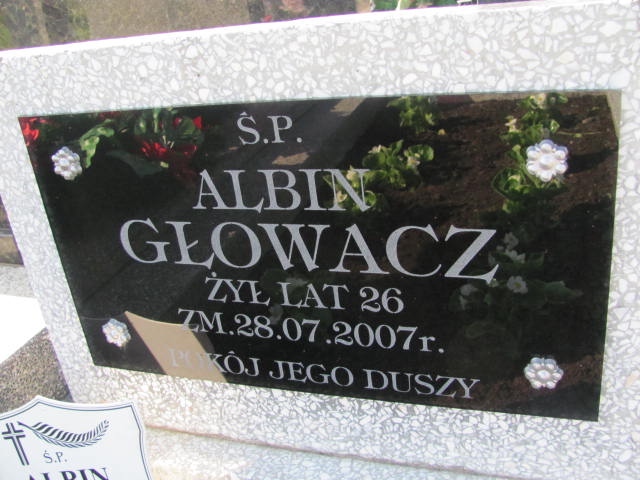 Ś.P.
ALBIN
GŁOWACZ
ŻYŁ LAT 26
ZM.28.07.2007r.
POKÓJ JEGO DUSZY
Ś.P.
ALBIN